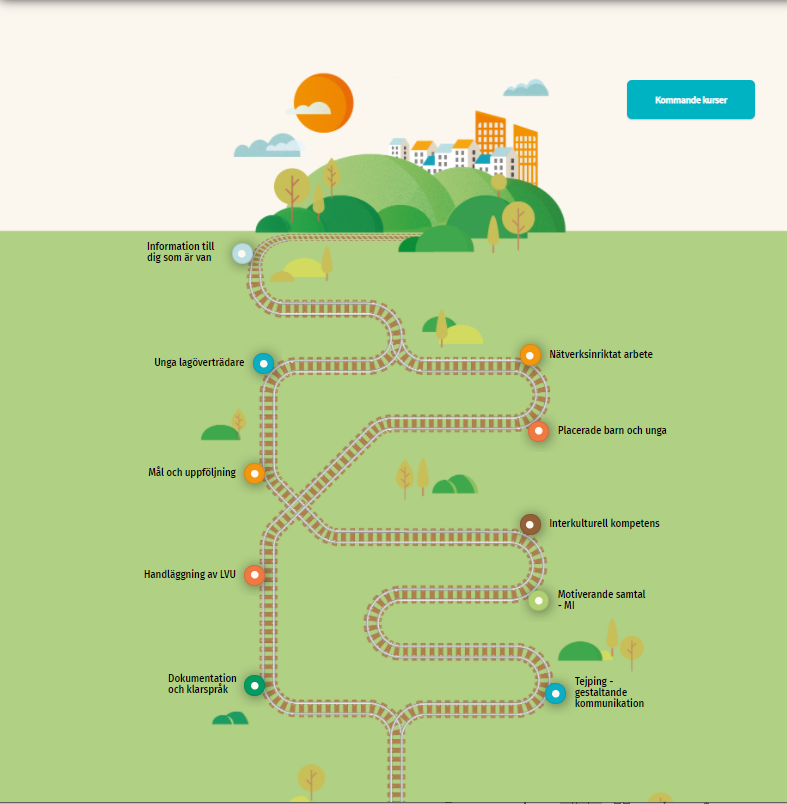 Kommande kurser
Information till
dig som är van
Unga lagöverträdare
Nätverksinriktat arbete
Placerade barn och unga
Mål och uppföljning
Interkulturell kompetens
Handläggning av LVU
Motiverande samtal
- MI
Dokumentation
och klarspråk
Tejping -
gestaltande
kommunikation